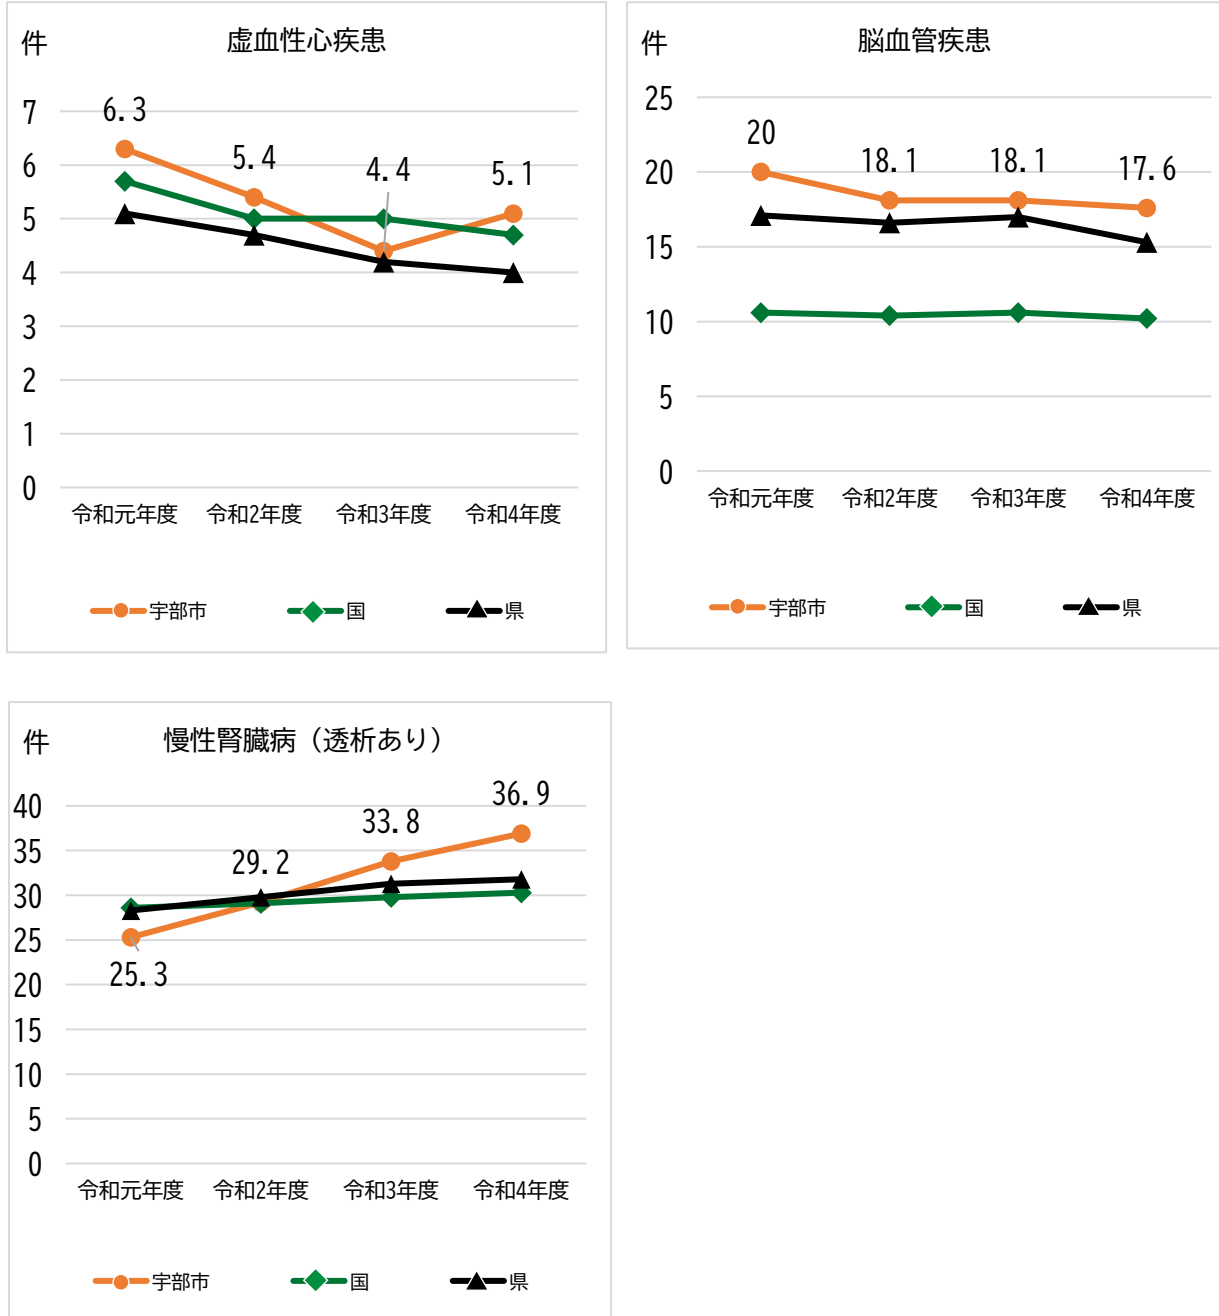 件
虚血性心疾患
7
6
5
4
3
2
1
0
6.3
5.4
4.4
5.1
令和元年度 令和2年度 令和3年度 令和4年度
宇部市 国 県
件
脳血管疾患
25
20
15
10
5
0
20
18.1
18.1
17.6
令和元年度 令和2年度 令和3年度 令和4年度
宇部市 国 県
件
慢性腎臓病（透析あり）
40
35
30
25
20
15
10
5
0
25.3
29.2
33.8
36.9
令和元年度 令和2年度 令和3年度 令和4年度
宇部市 国 県